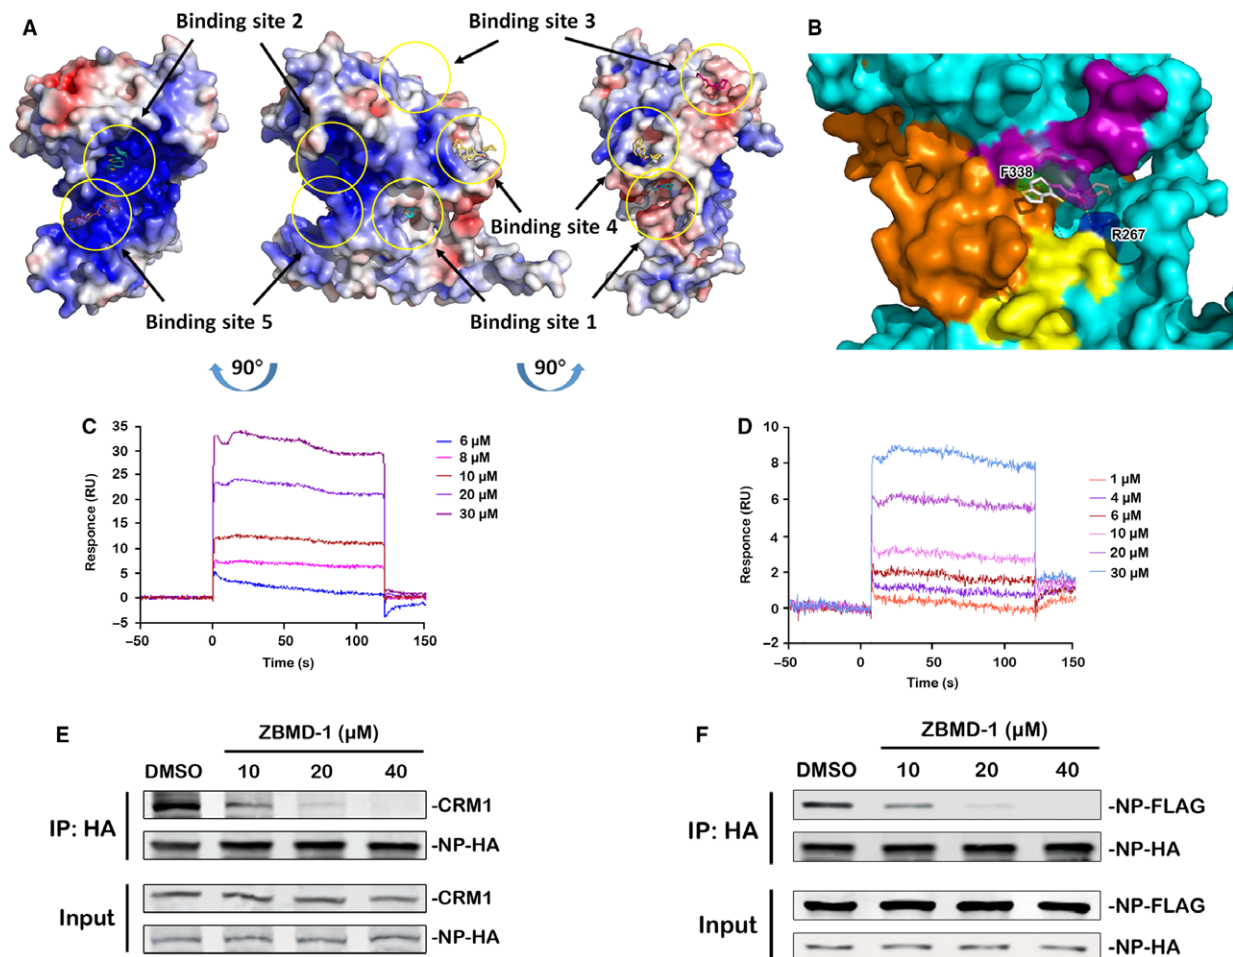 A
Binding site 2
Binding site 3
Binding site 4
Binding site 5
Binding site 1
90°
90°
B
F338
R267
C
Responce (RU)
35
30
25
20
15
10
5
0
−5
−50
0
50
100
150
Time (s)
6 µM
8 µM
10 µM
20 µM
30 µM
D
Responce (RU)
10
8
6
4
2
0
−2
−50
0
50
100
150
Time (s)
1 µM
4 µM
6 µM
10 µM
20 µM
30 µM
E
ZBMD-1 (µM)
DMSO 10 20 40
IP: HA
-CRM1
-NP-HA
Input
-CRM1
-NP-HA
F
ZBMD-1 (µM)
DMSO 10 20 40
IP: HA
-NP-FLAG
-NP-HA
Input
-NP-FLAG
-NP-HA